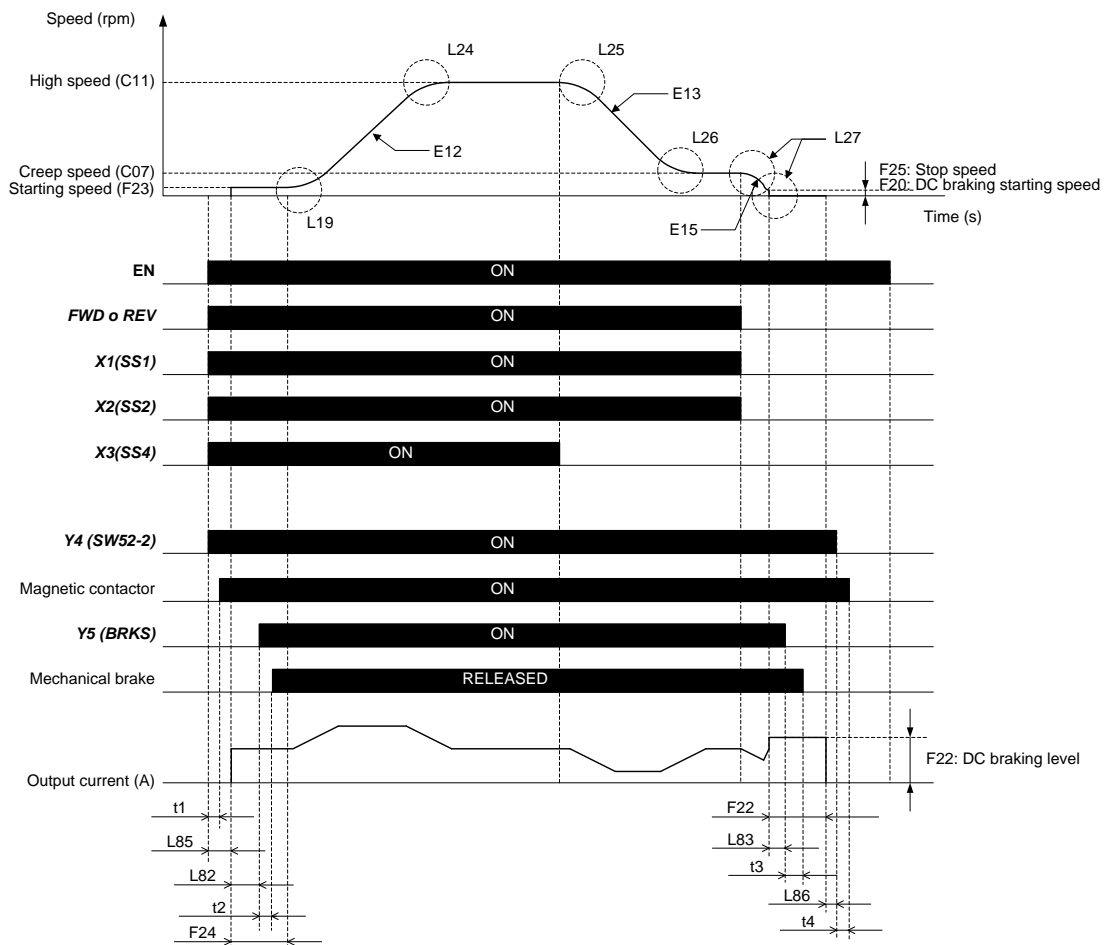 Speed (rpm)
L24
L25
High speed (C11)
E13
E12
L26
L27
Creep speed (C07)
Starting speed (F23)
F25: Stop speed
F20: DC braking starting speed
Time (s)
L19
E15
EN
ON
FWD o REV
ON
X1(SS1)
ON
X2(SS2)
ON
X3(SS4)
ON
Y4 (SW52-2)
ON
Magnetic contactor
ON
Y5 (BRKS)
ON
Mechanical brake
RELEASED
Output current (A)
F22: DC braking level
t1
F22
L85
L83
L82
t3
t2
L86
F24
t4